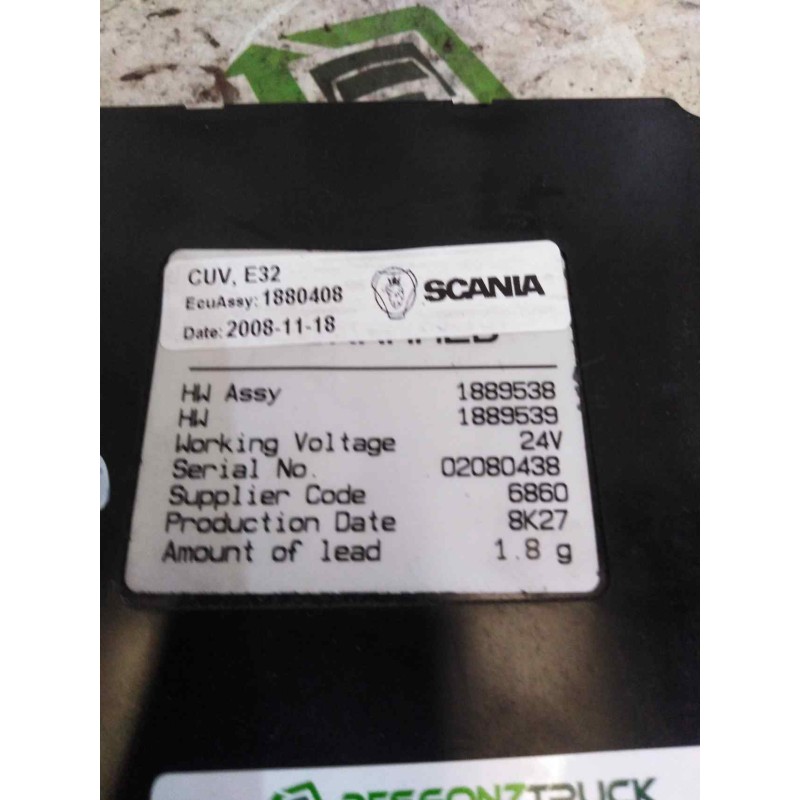 CUV, E32
EcuAssy: 1880408
Date: 2008-11-18
SCANIA
HW Assy 1889538
HW 1889539
Working Voltage 24V
Serial No. 02080438
Supplier Code 6860
Production Date 8K27
Amount of lead 1.8 g